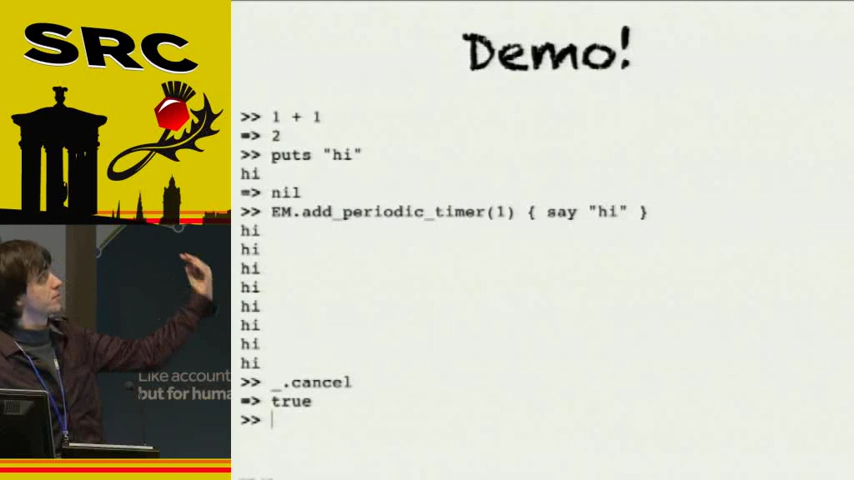 SRC
Demo!
>> 1 + 1
=> 2
>> puts "hi"
hi
=> nil
>> EM.add_periodic_timer(1) { say "hi" }
hi
hi
hi
hi
hi
hi
hi
hi
>> _.cancel
=> true
>>
Like account
but for huma